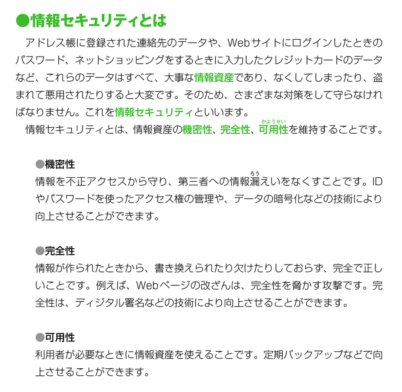 ●情報セキュリティとは
アドレス帳に登録された連絡先のデータや、Webサイトにログインしたときの
パスワード、ネットショッピングをするときに入力したクレジットカードのデータ
など、これらのデータはすべて、大事な情報資産であり、なくしてしまったり、盗
まれて悪用されたりすると大変です。そのため、さまざまな対策をして守らなけれ
ばなりません。これを情報セキュリティといいます。
情報セキュリティとは、情報資産の機密性、完全性、可用性を維持することです。
かようせい
●機密性
情報を不正アクセスから守り、第三者への情報漏えいをなくすことです。ID
ろう
やパスワードを使ったアクセス権の管理や、データの暗号化などの技術により
向上させることができます。
●完全性
情報が作られたときから、書き換えられたり欠けたりしておらず、完全で正し
いことです。例えば、Webページの改ざんは、完全性を脅かす攻撃です。完
全性は、ディジタル署名などの技術により向上させることができます。
●可用性
利用者が必要なときに情報資産を使えることです。定期バックアップなどで向
上させることができます。